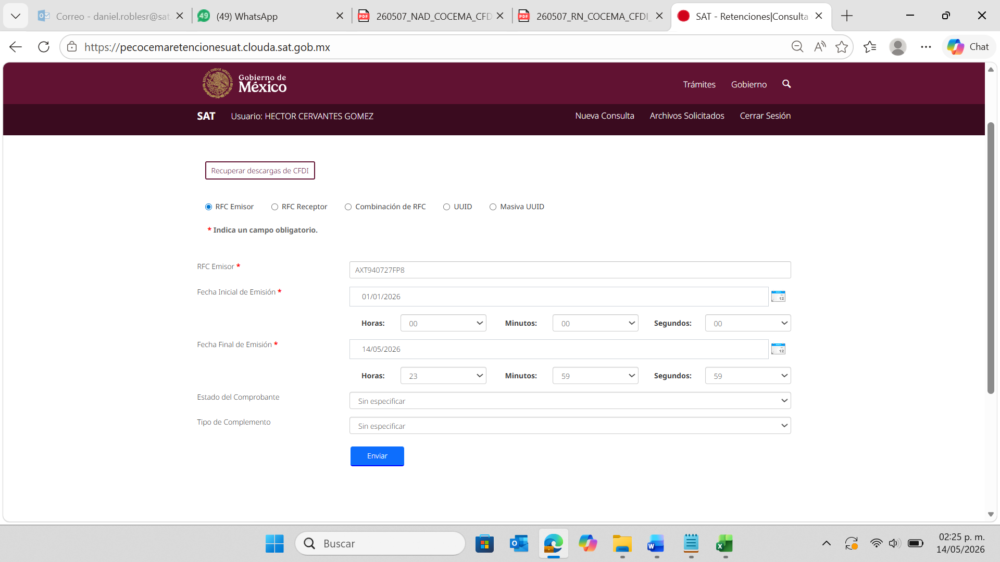 Correo - daniel.roblesr@sat.
(49) WhatsApp
260507_NAD_COCEMA_CFD
260507_RN_COCEMA_CFDI_
SAT - Retenciones|Consulta
https://pecocemaretencionesuat.clouda.sat.gob.mx
Chat
Gobierno de
México
Trámites
Gobierno
SAT
Usuario: HECTOR CERVANTES GOMEZ
Nueva Consulta
Archivos Solicitados
Cerrar Sesión
Recuperar descargas de CFDI
RFC Emisor
RFC Receptor
Combinación de RFC
UUID
Masiva UUID
* Indica un campo obligatorio.
RFC Emisor *
AXT940727FP8
Fecha Inicial de Emisión *
01/01/2026
Horas: 00
Minutos: 00
Segundos: 00
Fecha Final de Emisión *
14/05/2026
Horas: 23
Minutos: 59
Segundos: 59
Estado del Comprobante
Sin especificar
Tipo de Complemento
Sin especificar
Enviar
Buscar
02:25 p. m.
14/05/2026